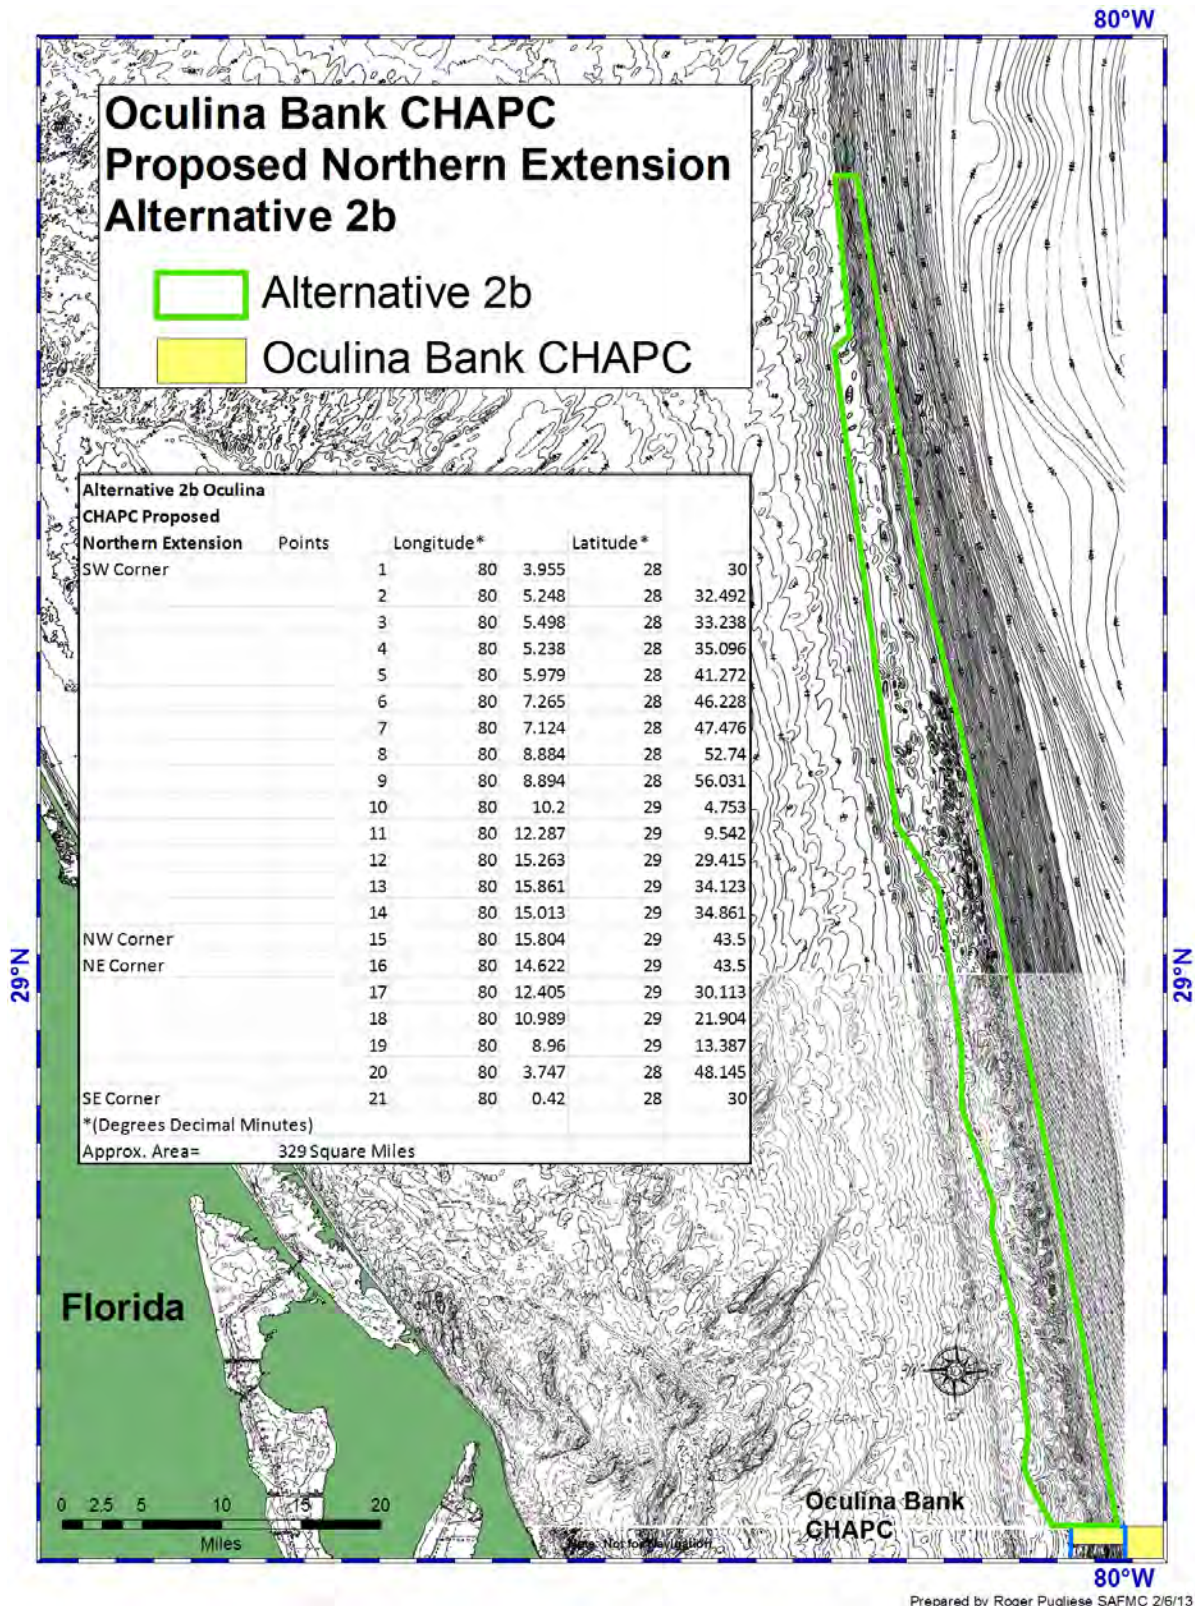 80°W
Oculina Bank CHAPC
Proposed Northern Extension
Alternative 2b
Alternative 2b
Oculina Bank CHAPC
Alternative 2b Oculina
CHAPC Proposed
Northern Extension Points Longitude* Latitude*
SW Corner 1 80 3.955 28 30
2 80 5.248 28 32.492
3 80 5.498 28 33.238
4 80 5.238 28 35.096
5 80 5.979 28 41.272
6 80 7.265 28 46.228
7 80 7.124 28 47.476
8 80 8.884 28 52.74
9 80 8.894 28 56.031
10 80 10.2 29 4.753
11 80 12.287 29 9.542
12 80 15.263 29 29.415
13 80 15.861 29 34.123
14 80 15.013 29 34.861
NW Corner 15 80 15.804 29 43.5
NE Corner 16 80 14.622 29 43.5
17 80 12.405 29 30.113
18 80 10.989 29 21.904
19 80 8.96 29 13.387
20 80 3.747 28 48.145
SE Corner 21 80 0.42 28 30
*(Degrees Decimal Minutes)
Approx. Area= 329 Square Miles
29°N
29°N
Florida
0 2.5 5 10 15 20
Miles
Oculina Bank
CHAPC
Note: Not for Navigation
80°W
Prepared by Roger Pugliese SAFMC 2/6/13